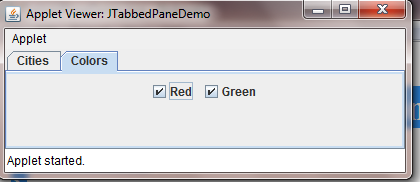 Applet Viewer: JTabbedPaneDemo
Applet
Cities Colors
Red Green
Applet started.